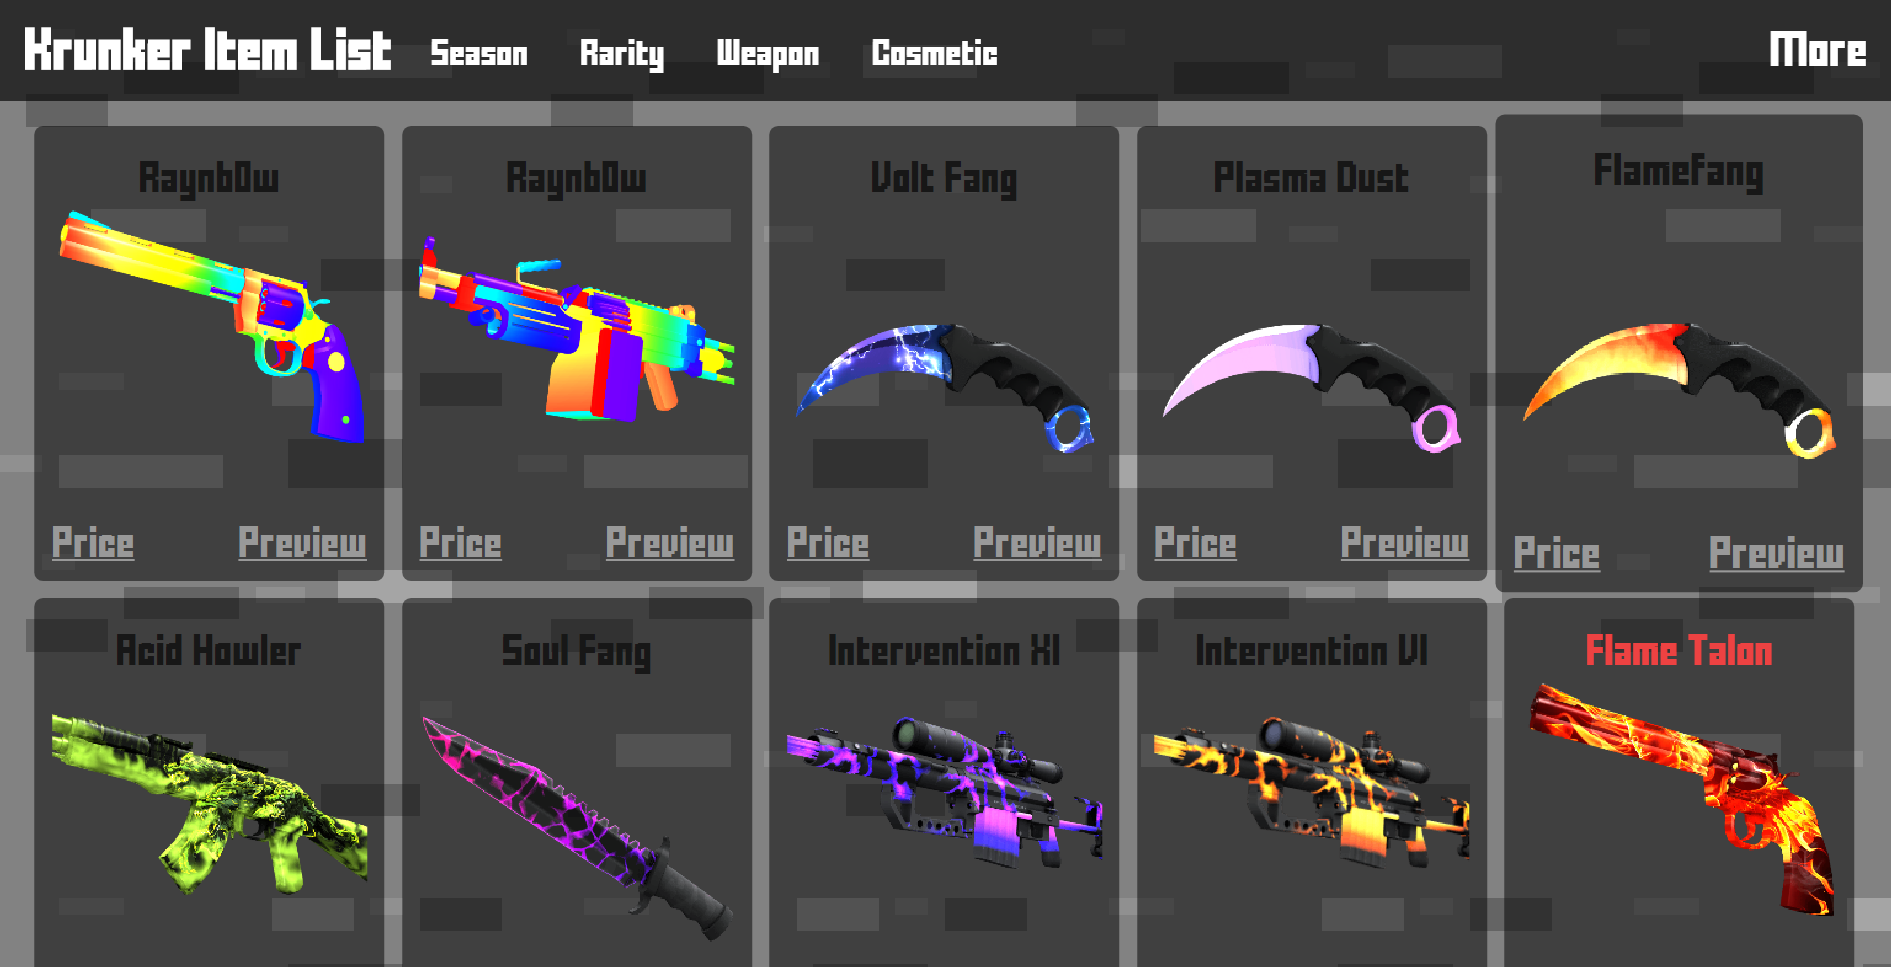 Krunker Item List Season Rarity Weapon Cosmetic More
Raynb0w Raynb0w Volt Fang Plasma Dust Flamefang
Price Preview Price Preview Price Preview Price Preview Price Preview
Acid Howler Soul Fang Intervention XI Intervention VI Flame Talon